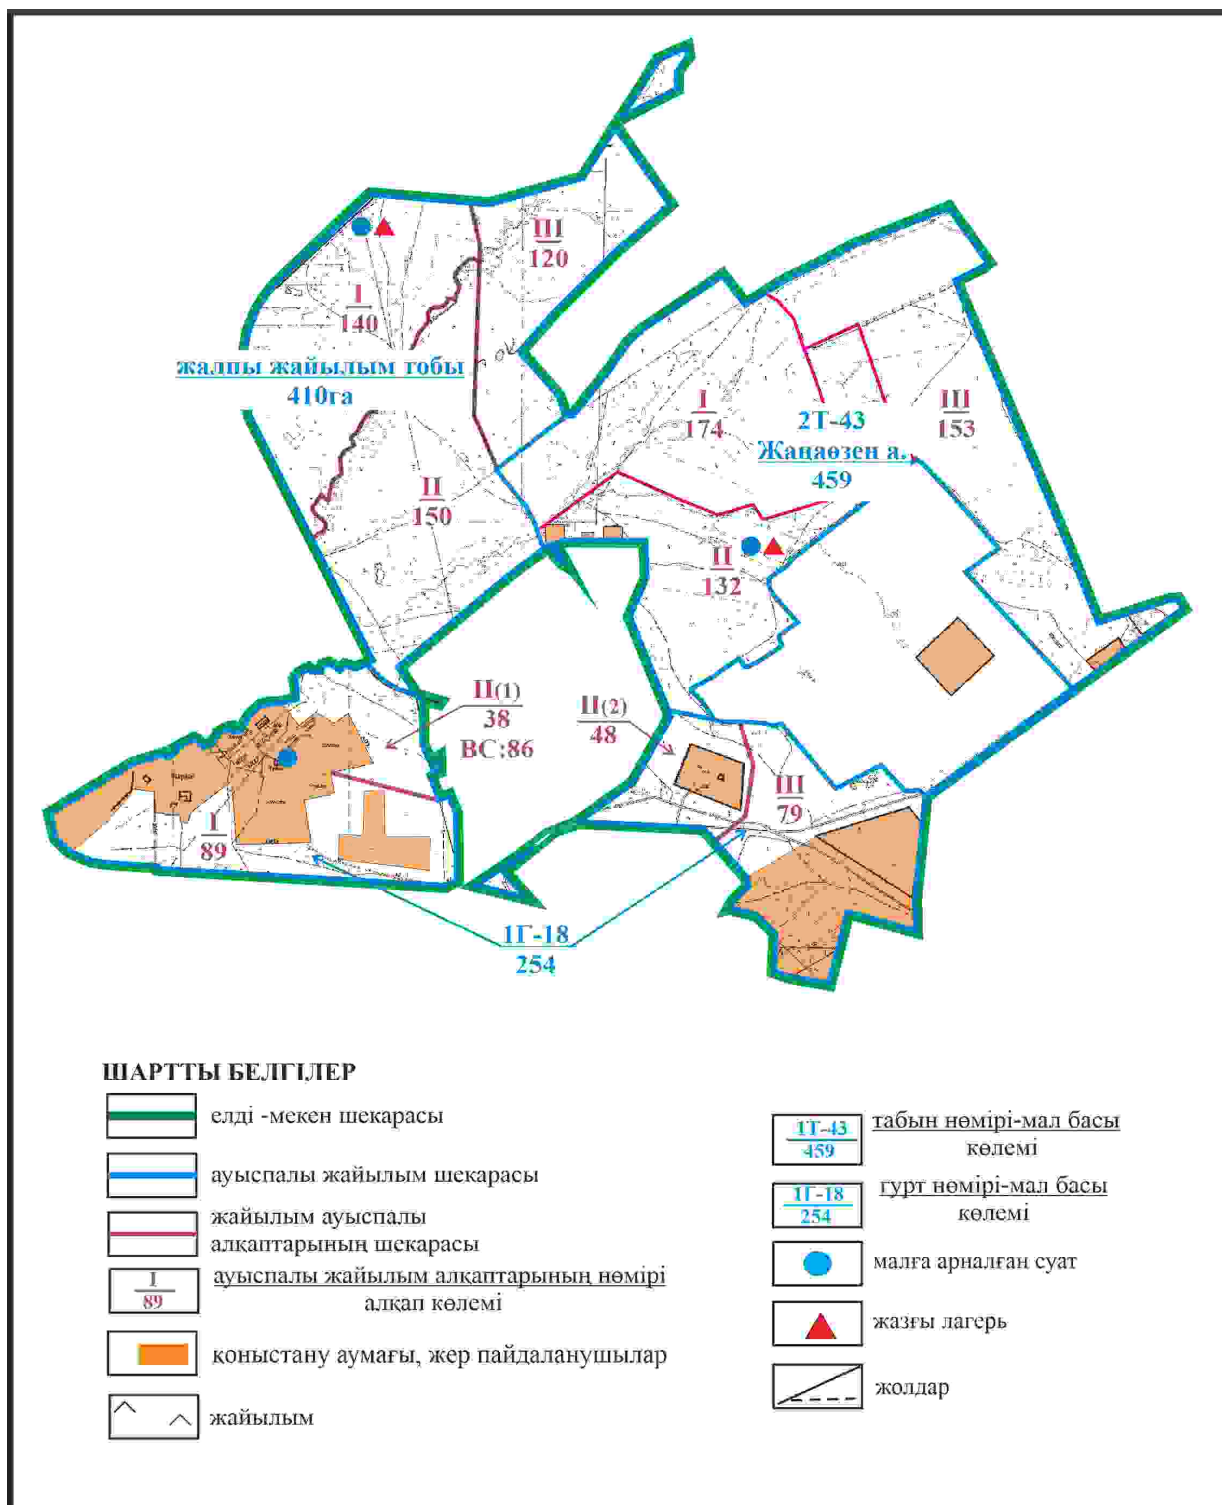 III
120
I
140
жалпы жайылым тобы
410га
I
174
2Т-43
Жаңаөзен а.
459
III
153
II
150
II
132
II(1)
38
ВС:86
II(2)
48
III
79
I
89
1Г-18
254
ШАРТТЫ БЕЛГІЛЕР
елді -мекен шекарасы
ауыспалы жайылым шекарасы
жайылым ауыспалы
алқаптарының шекарасы
I
89
ауыспалы жайылым алқаптарының нөмірі
алқап көлемі
қоныстану аумағы, жер пайдаланушылар
жайылым
1Т-43
459
табын нөмірі-мал басы
көлемі
1Г-18
254
гурт нөмірі-мал басы
көлемі
малға арналған суат
жазғы лагерь
жолдар